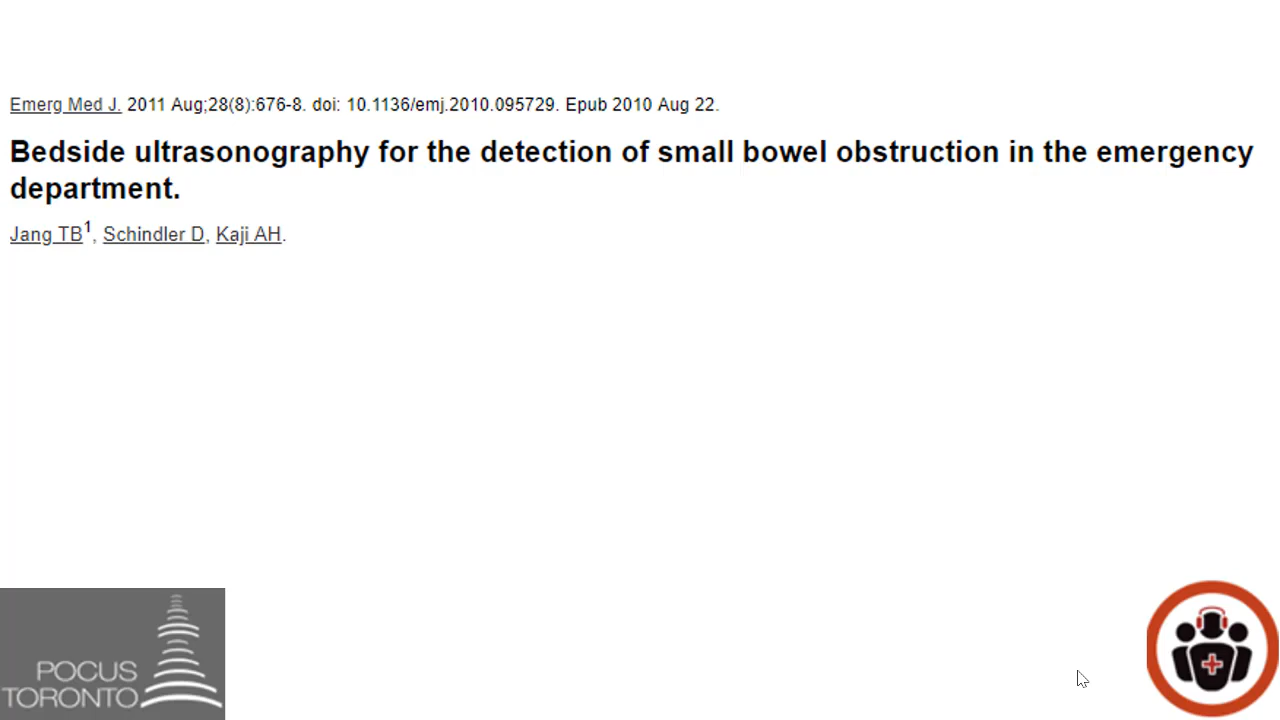 Emerg Med J. 2011 Aug;28(8):676-8. doi: 10.1136/emj.2010.095729. Epub 2010 Aug 22.
Bedside ultrasonography for the detection of small bowel obstruction in the emergency
department.
Jang TB1, Schindler D, Kaji AH.
POCUS
TORONTO